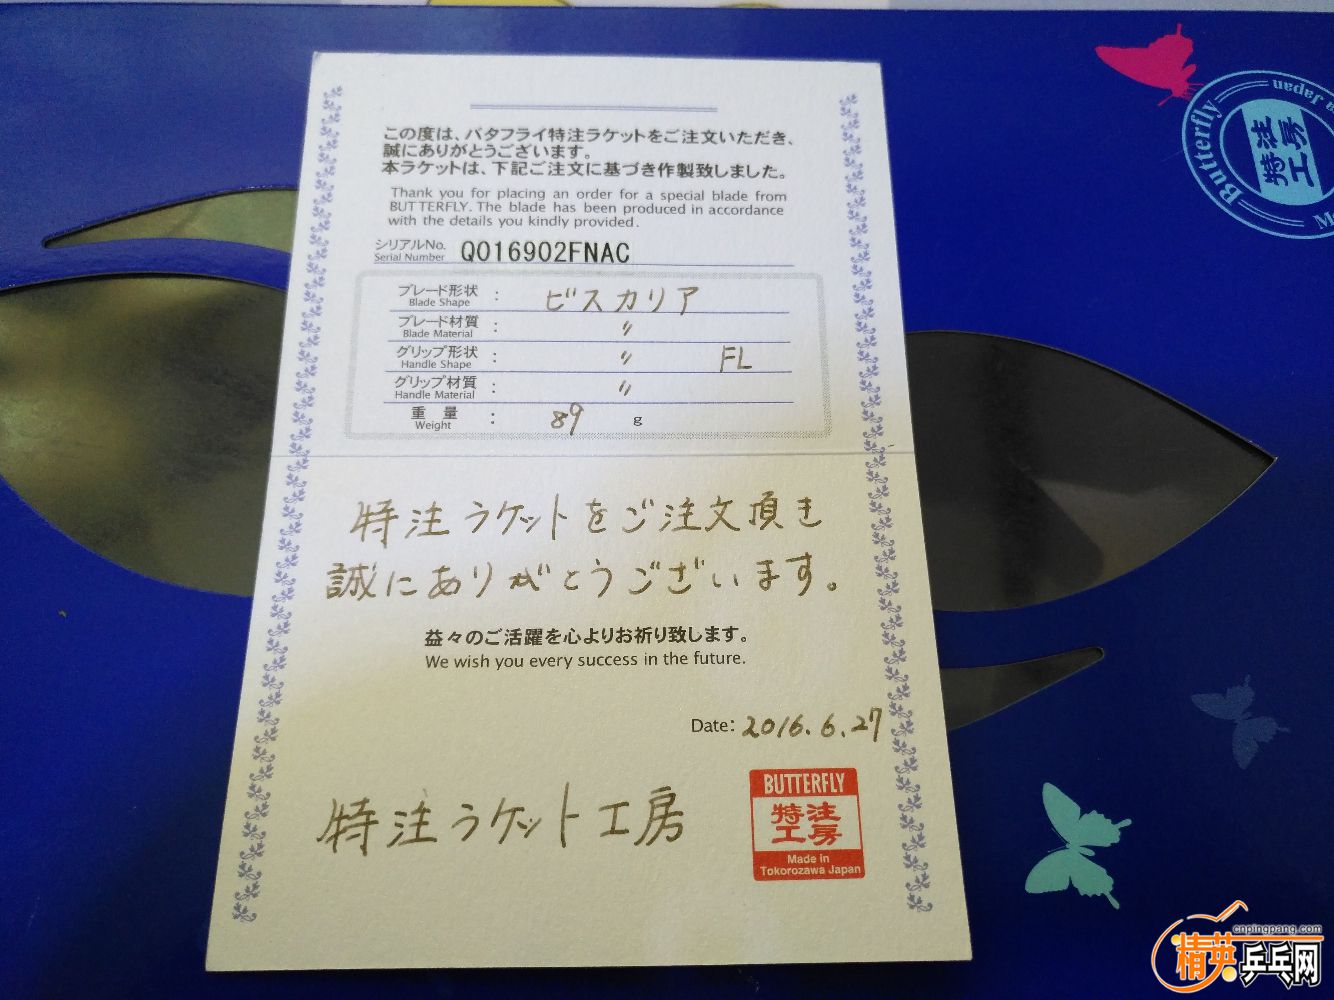 この度は、バタフライ特注ラケットをご注文いただき、
誠にありがとうございます。
本ラケットは、下記ご注文に基づき作製致しました。
Thank you for placing an order for a special blade from
BUTTERFLY. The blade has been produced in accordance
with the details you kindly provided.
シリアルNo.
Serial Number
Q016902FNAC
ブレード形状
Blade Shape
: ビスカリア
ブレード材質
Blade Material
: 〃
グリップ形状
Handle Shape
: 〃 FL
グリップ材質
Handle Material
: 〃
重量
Weight
: 89 g
特注ラケットをご注文頂き
誠にありがとうございます。
益々のご活躍を心よりお祈り致します。
We wish you every success in the future.
Date: 2016.6.27
特注ラケット工房
BUTTERFLY
特注
工房
Made in
Tokorozawa Japan
Butterfly
特注
工房
Japan
cnpingpang.com
精英乒乓网